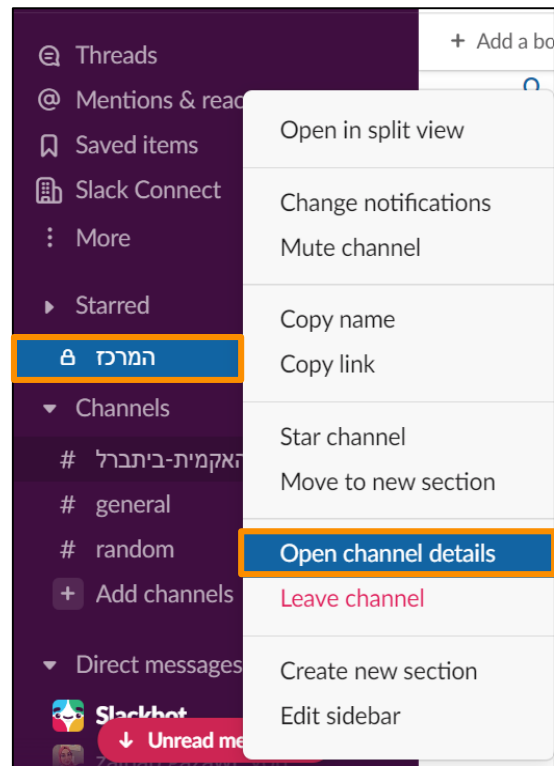 Threads
@ Mentions & reac
Saved items
Slack Connect
More
Starred
המרכז
Channels
# האקמית-ביתברל
# general
# random
+ Add channels
Direct messages
Slackbot
↓ Unread me
+ Add a bo
Open in split view
Change notifications
Mute channel
Copy name
Copy link
Star channel
Move to new section
Open channel details
Leave channel
Create new section
Edit sidebar